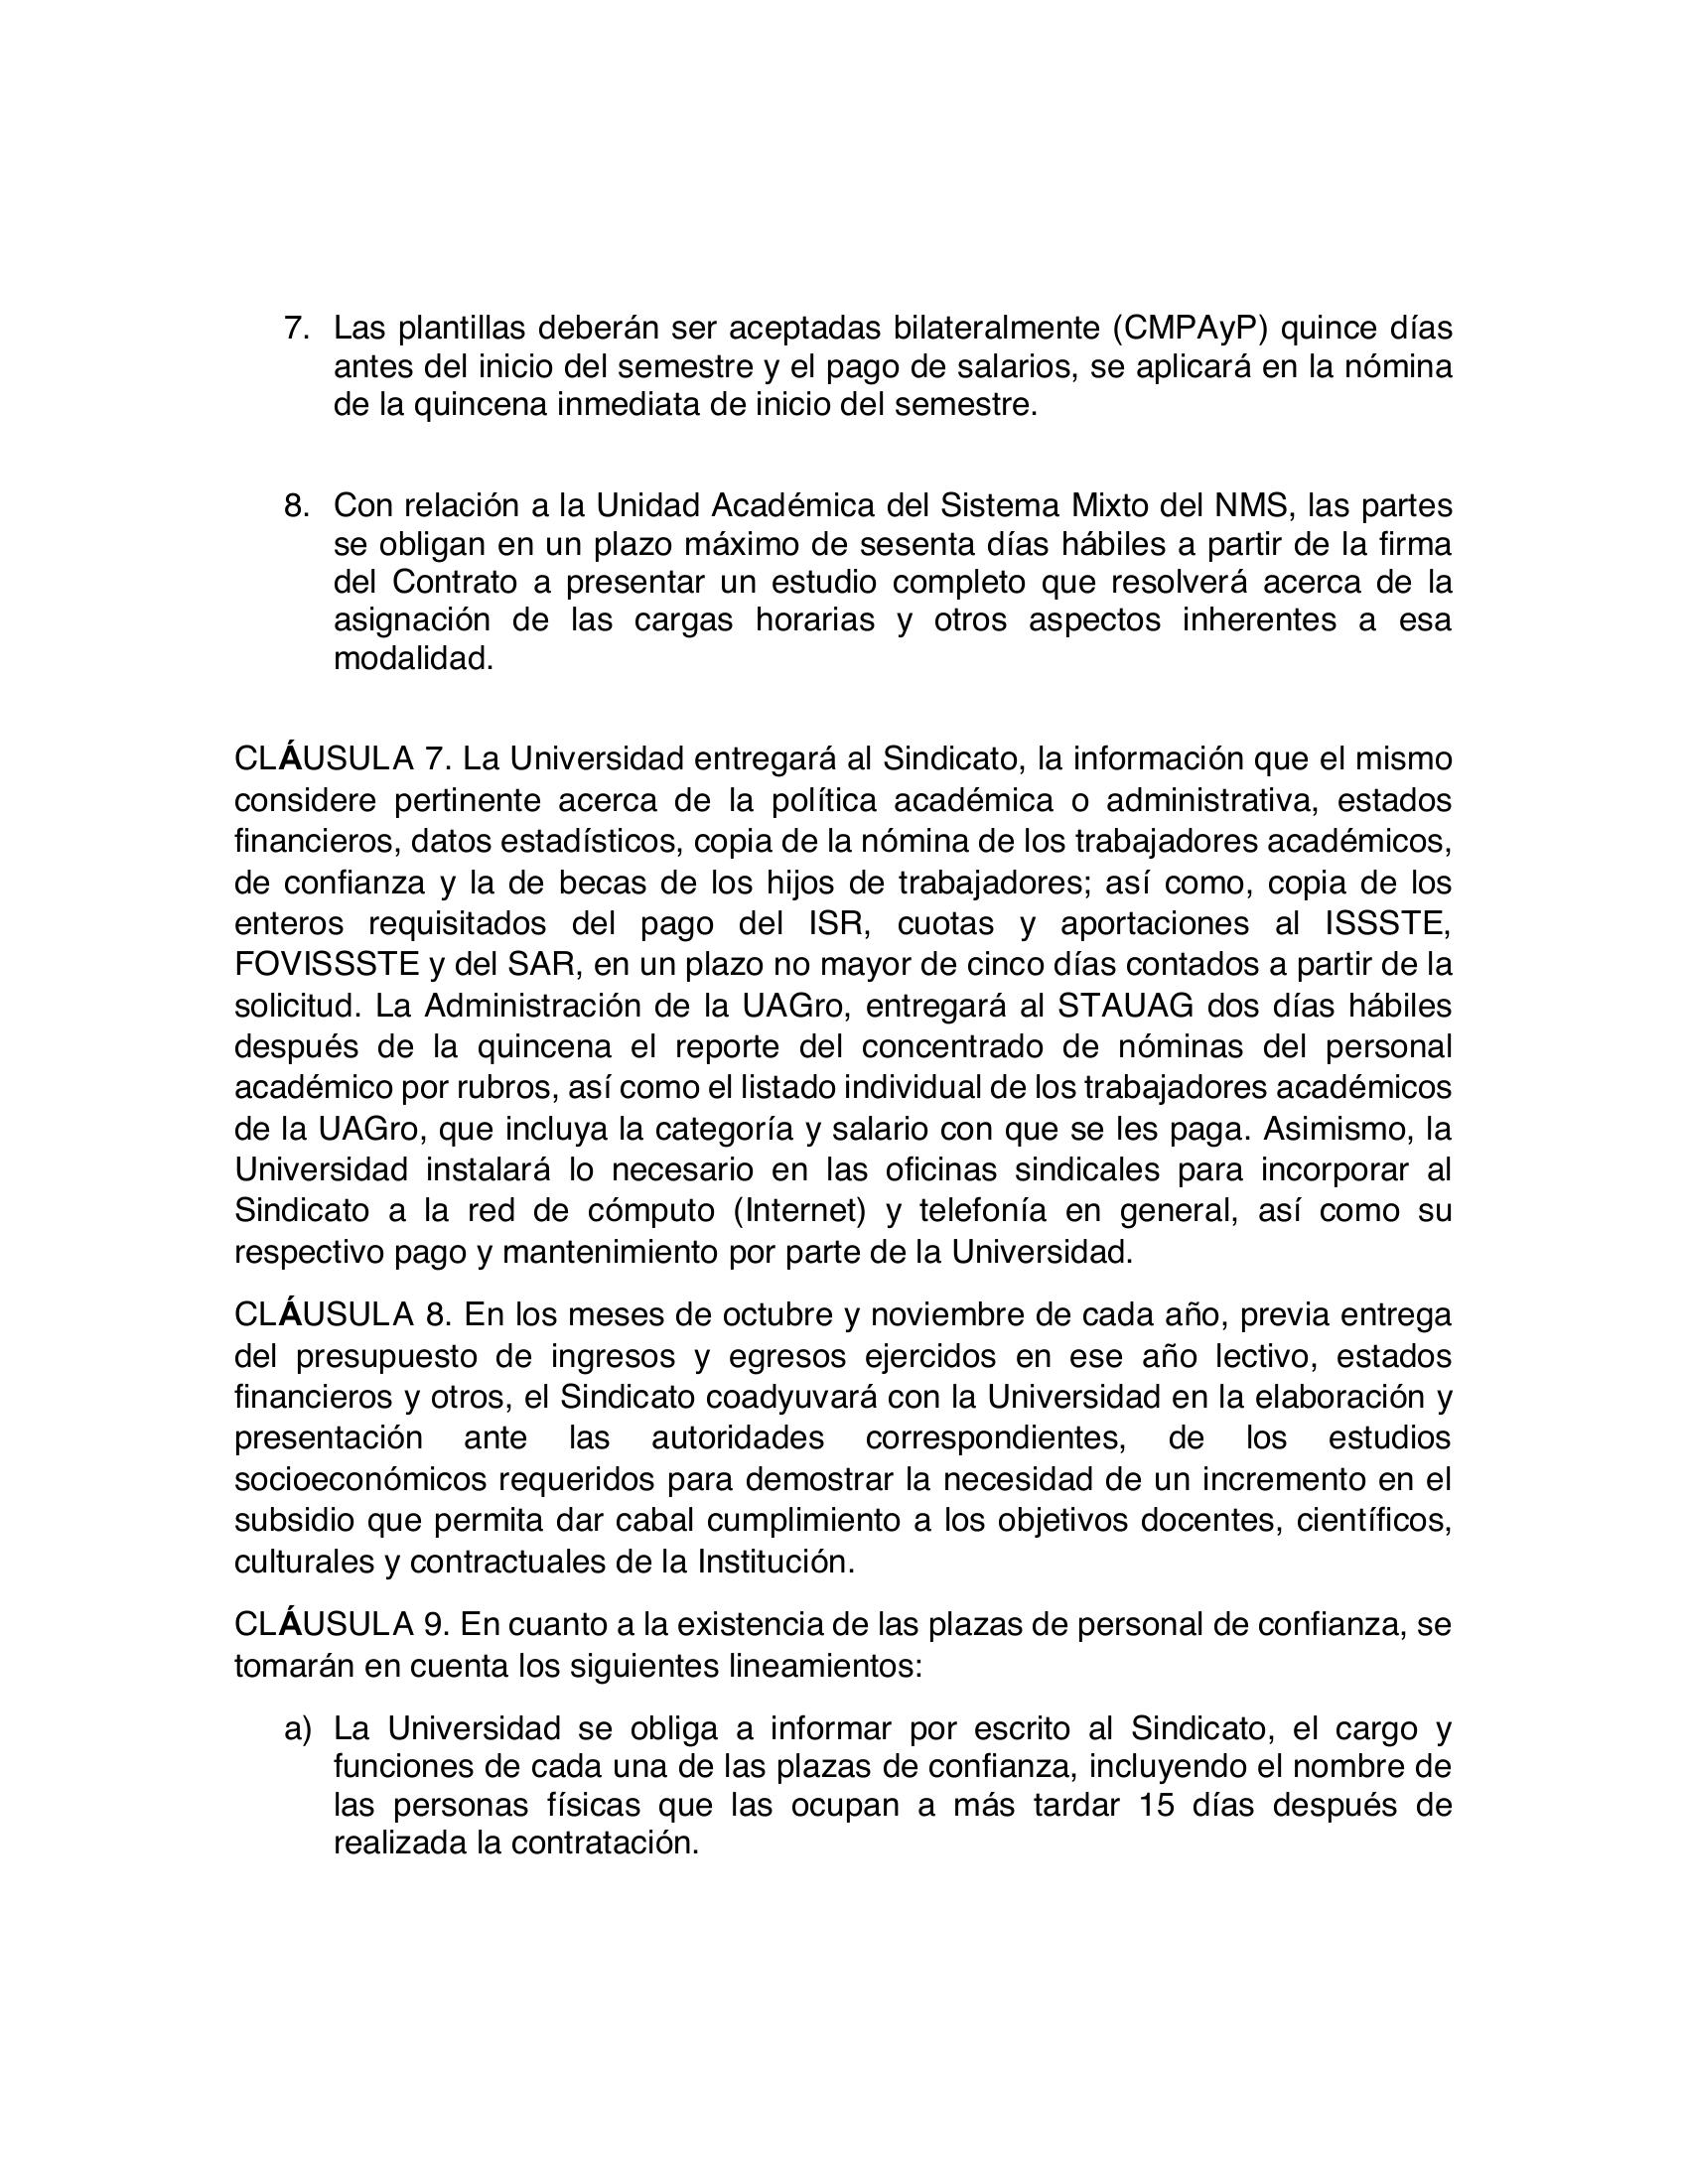 7. Las plantillas deberán ser aceptadas bilateralmente (CMPAyP) quince días
antes del inicio del semestre y el pago de salarios, se aplicará en la nómina
de la quincena inmediata de inicio del semestre.
8. Con relación a la Unidad Académica del Sistema Mixto del NMS, las partes
se obligan en un plazo máximo de sesenta días hábiles a partir de la firma
del Contrato a presentar un estudio completo que resolverá acerca de la
asignación de las cargas horarias y otros aspectos inherentes a esa
modalidad.
CLÁUSULA 7. La Universidad entregará al Sindicato, la información que el mismo
considere pertinente acerca de la política académica o administrativa, estados
financieros, datos estadísticos, copia de la nómina de los trabajadores académicos,
de confianza y la de becas de los hijos de trabajadores; así como, copia de los
enteros requisitados del pago del ISR, cuotas y aportaciones al ISSSTE,
FOVISSSTE y del SAR, en un plazo no mayor de cinco días contados a partir de la
solicitud. La Administración de la UAGro, entregará al STAUAG dos días hábiles
después de la quincena el reporte del concentrado de nóminas del personal
académico por rubros, así como el listado individual de los trabajadores académicos
de la UAGro, que incluya la categoría y salario con que se les paga. Asimismo, la
Universidad instalará lo necesario en las oficinas sindicales para incorporar al
Sindicato a la red de cómputo (Internet) y telefonía en general, así como su
respectivo pago y mantenimiento por parte de la Universidad.
CLÁUSULA 8. En los meses de octubre y noviembre de cada año, previa entrega
del presupuesto de ingresos y egresos ejercidos en ese año lectivo, estados
financieros y otros, el Sindicato coadyuvará con la Universidad en la elaboración y
presentación ante las autoridades correspondientes, de los estudios
socioeconómicos requeridos para demostrar la necesidad de un incremento en el
subsidio que permita dar cabal cumplimiento a los objetivos docentes, científicos,
culturales y contractuales de la Institución.
CLÁUSULA 9. En cuanto a la existencia de las plazas de personal de confianza, se
tomarán en cuenta los siguientes lineamientos:
a) La Universidad se obliga a informar por escrito al Sindicato, el cargo y
funciones de cada una de las plazas de confianza, incluyendo el nombre de
las personas físicas que las ocupan a más tardar 15 días después de
realizada la contratación.